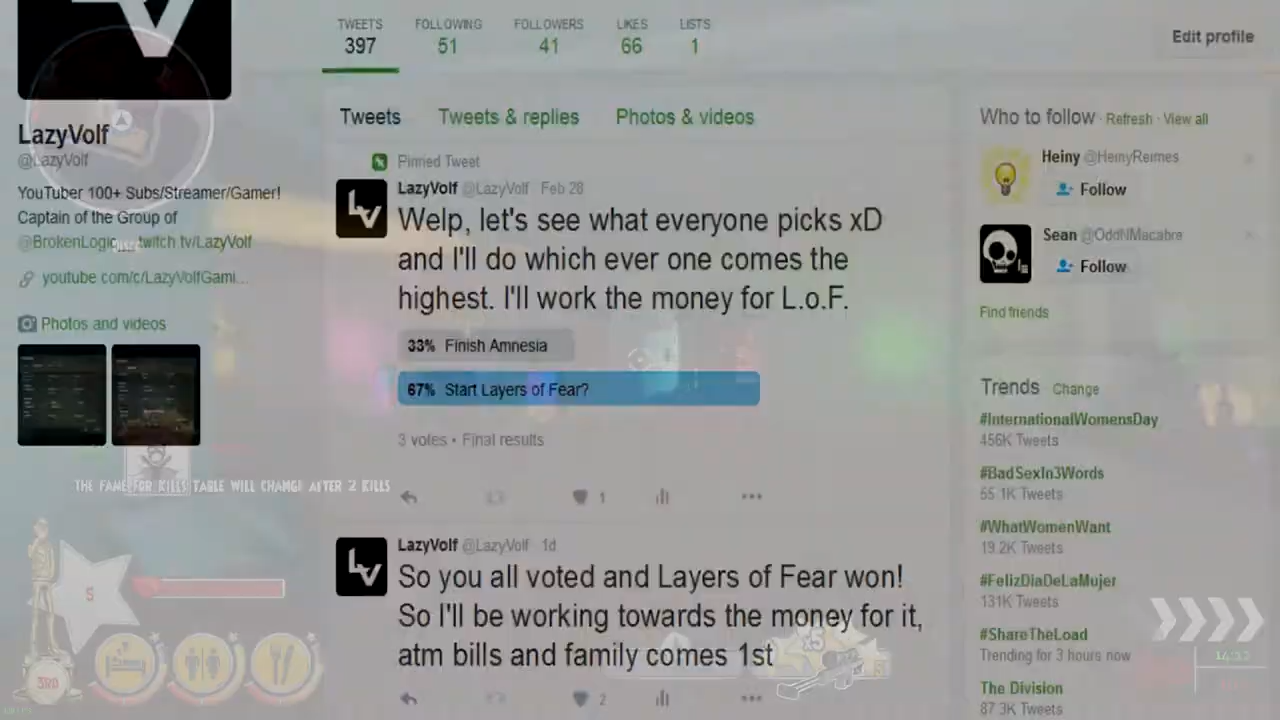 TWEETS FOLLOWING FOLLOWERS LIKES LISTS
397 51 41 66 1
Edit profile
LazyVolf
@LazyVolf
YouTuber 100+ Subs/Streamer/Gamer!
Captain of the Group of
twitch.tv/LazyVolf
youtube.com/c/LazyVolfGami...
Photos and videos
Tweets Tweets & replies Photos & videos
Pinned Tweet
LazyVolf @LazyVolf Feb 28
Welp, let's see what everyone picks xD
and I'll do which ever one comes the
highest. I'll work the money for L.o.F.
33% Finish Amnesia
67% Start Layers of Fear?
3 votes • Final results
1
LazyVolf @LazyVolf 1d
So you all voted and Layers of Fear won!
So I'll be working towards the money for it,
atm bills and family comes 1st
2
Who to follow · Refresh · View all
Heiny
Follow
Sean @OddNMacabre
Follow
Find friends
Trends Change
#InternationalWomensDay
456K Tweets
#BadSexIn3Words
55.1K Tweets
#WhatWomenWant
19.2K Tweets
#FelizDiaDeLaMujer
131K Tweets
#ShareTheLoad
Trending for 3 hours now
The Division
87.3K Tweets
THE FAME FOR KILLS TABLE WILL CHANGE AFTER 2 KILLS
5
3RD
X5